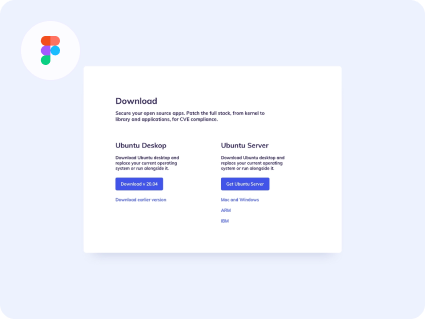 Download
Secure your open source apps. Patch the full stack, from kernel to
library and applications, for CVE compliance.
Ubuntu Deskop
Download Ubuntu desktop and
replace your current operating
system or run alongside it.
Download v 20.04
Download earlier version
Ubuntu Server
Download Ubuntu desktop and
replace your current operating
system or run alongside it.
Get Ubuntu Server
Mac and Windows
ARM
IBM